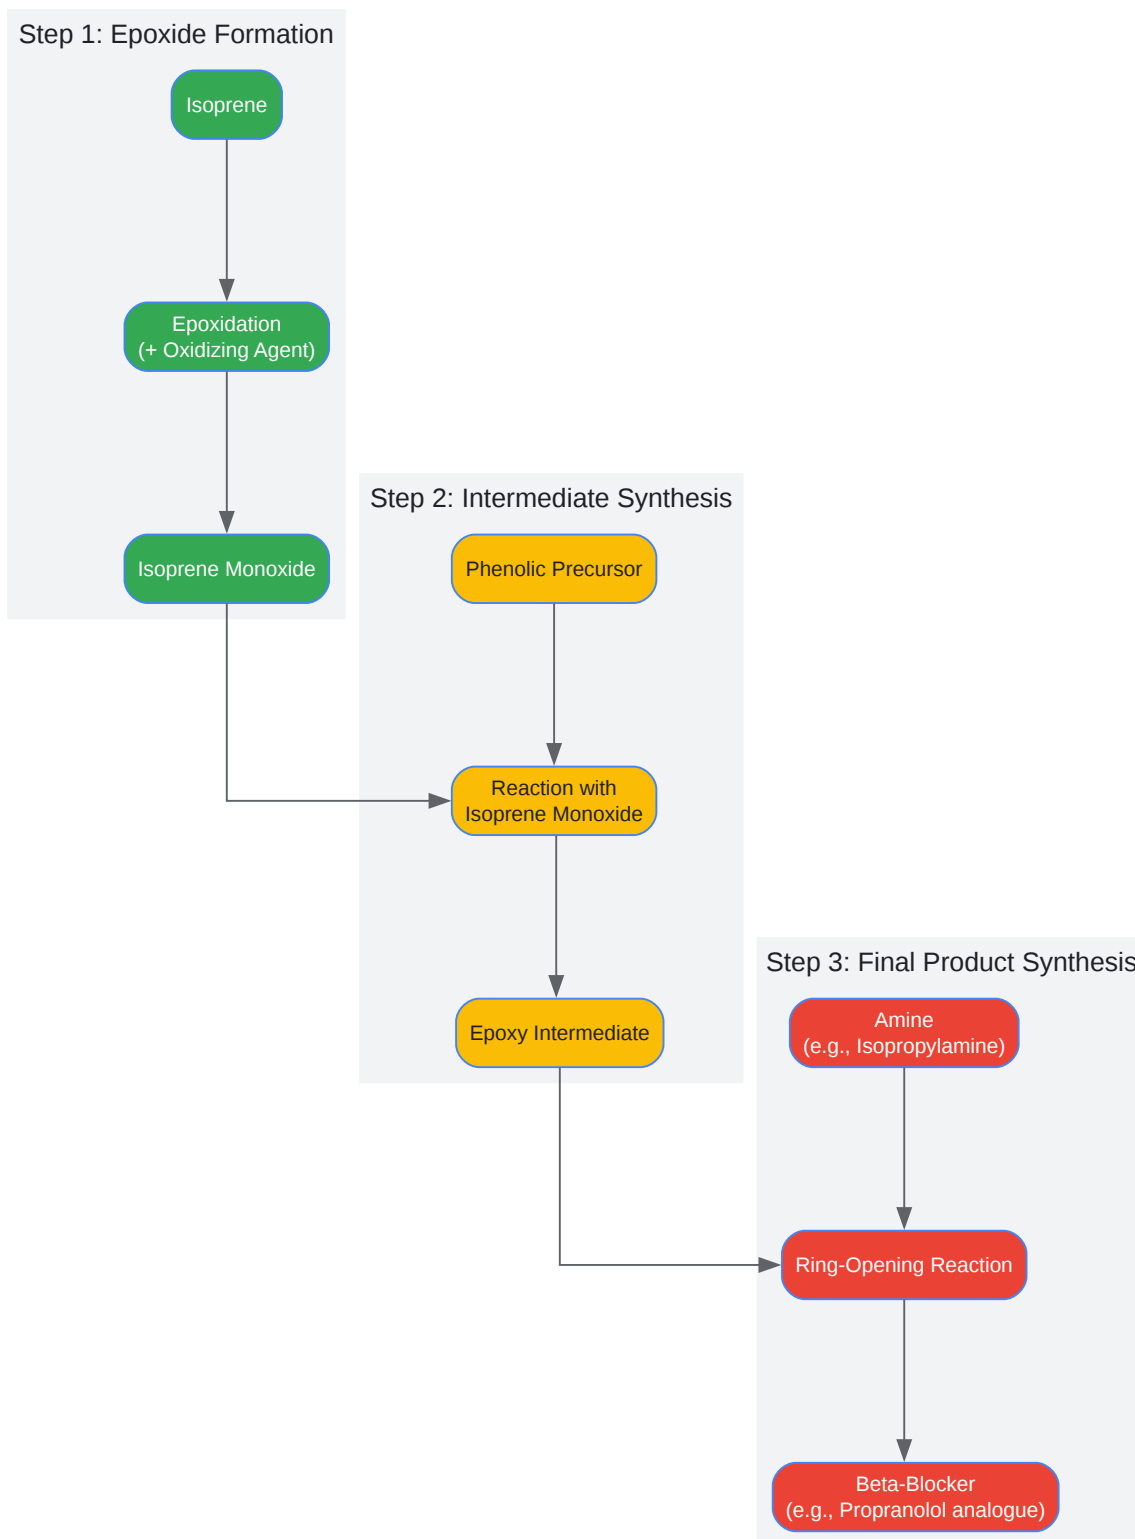 Step 1: Epoxide Formation
Isoprene
Epoxidation
(+ Oxidizing Agent)
Isoprene Monoxide
Step 2: Intermediate Synthesis
Phenolic Precursor
Reaction with
Isoprene Monoxide
Epoxy Intermediate
Step 3: Final Product Synthesis
Amine
(e.g., Isopropylamine)
Ring-Opening Reaction
Beta-Blocker
(e.g., Propranolol analogue)